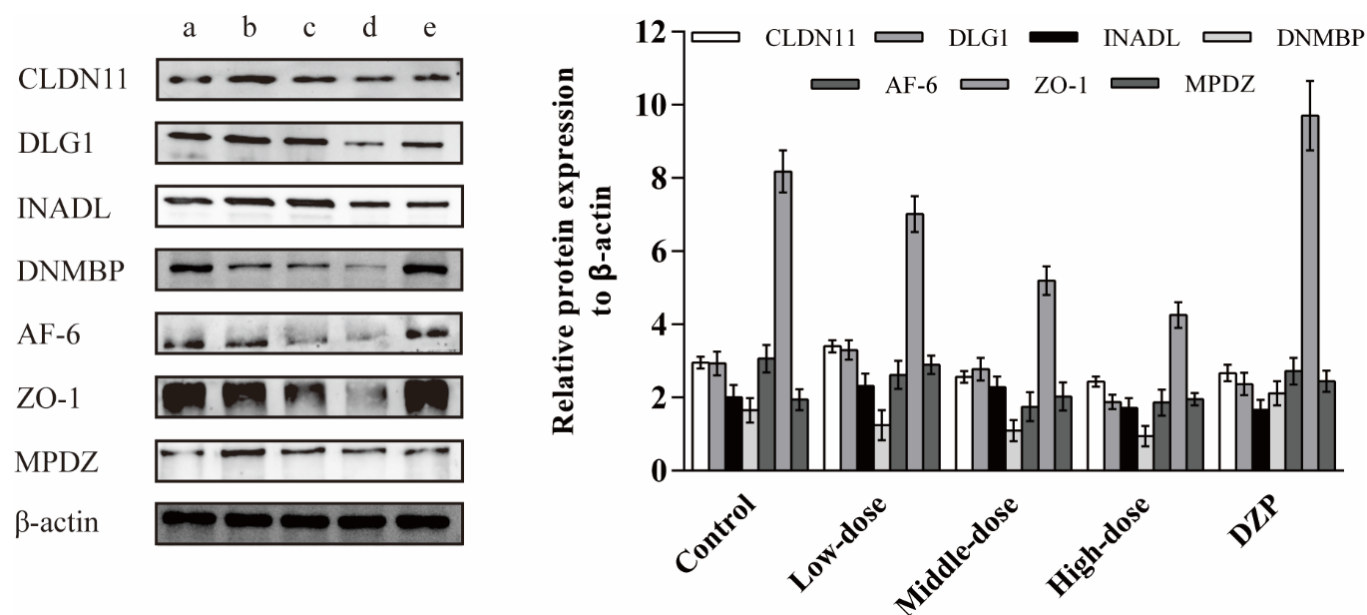 a b c d e
CLDN11
DLG1
INADL
DNMBP
AF-6
ZO-1
MPDZ
β-actin
Relative protein expression
to β-actin
12
10
8
6
4
2
0
CLDN11 DLG1 INADL DNMBP
AF-6 ZO-1 MPDZ
Control
Low-dose
Middle-dose
High-dose
DZP